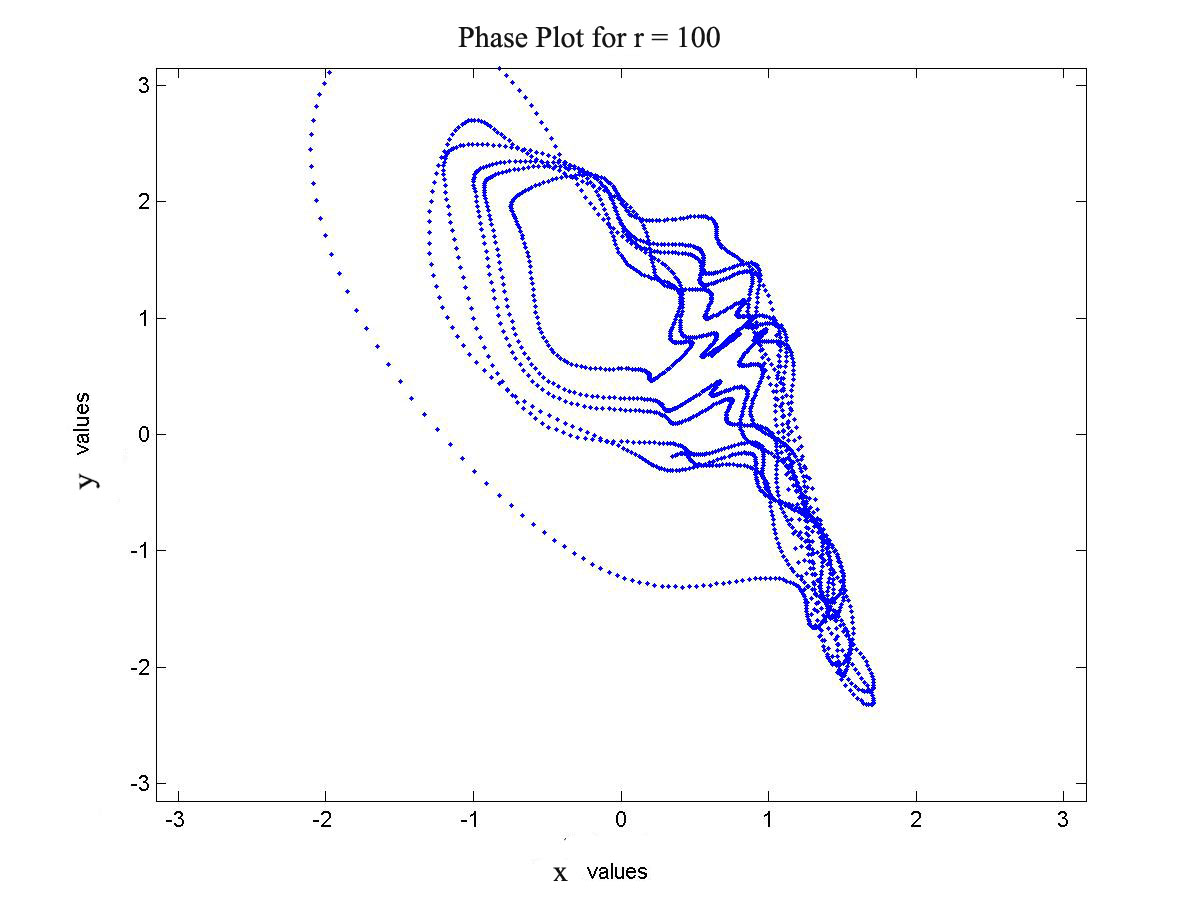 Phase Plot for r = 100
3
2
1
0
-1
-2
-3
y values
-3 -2 -1 0 1 2 3
x values